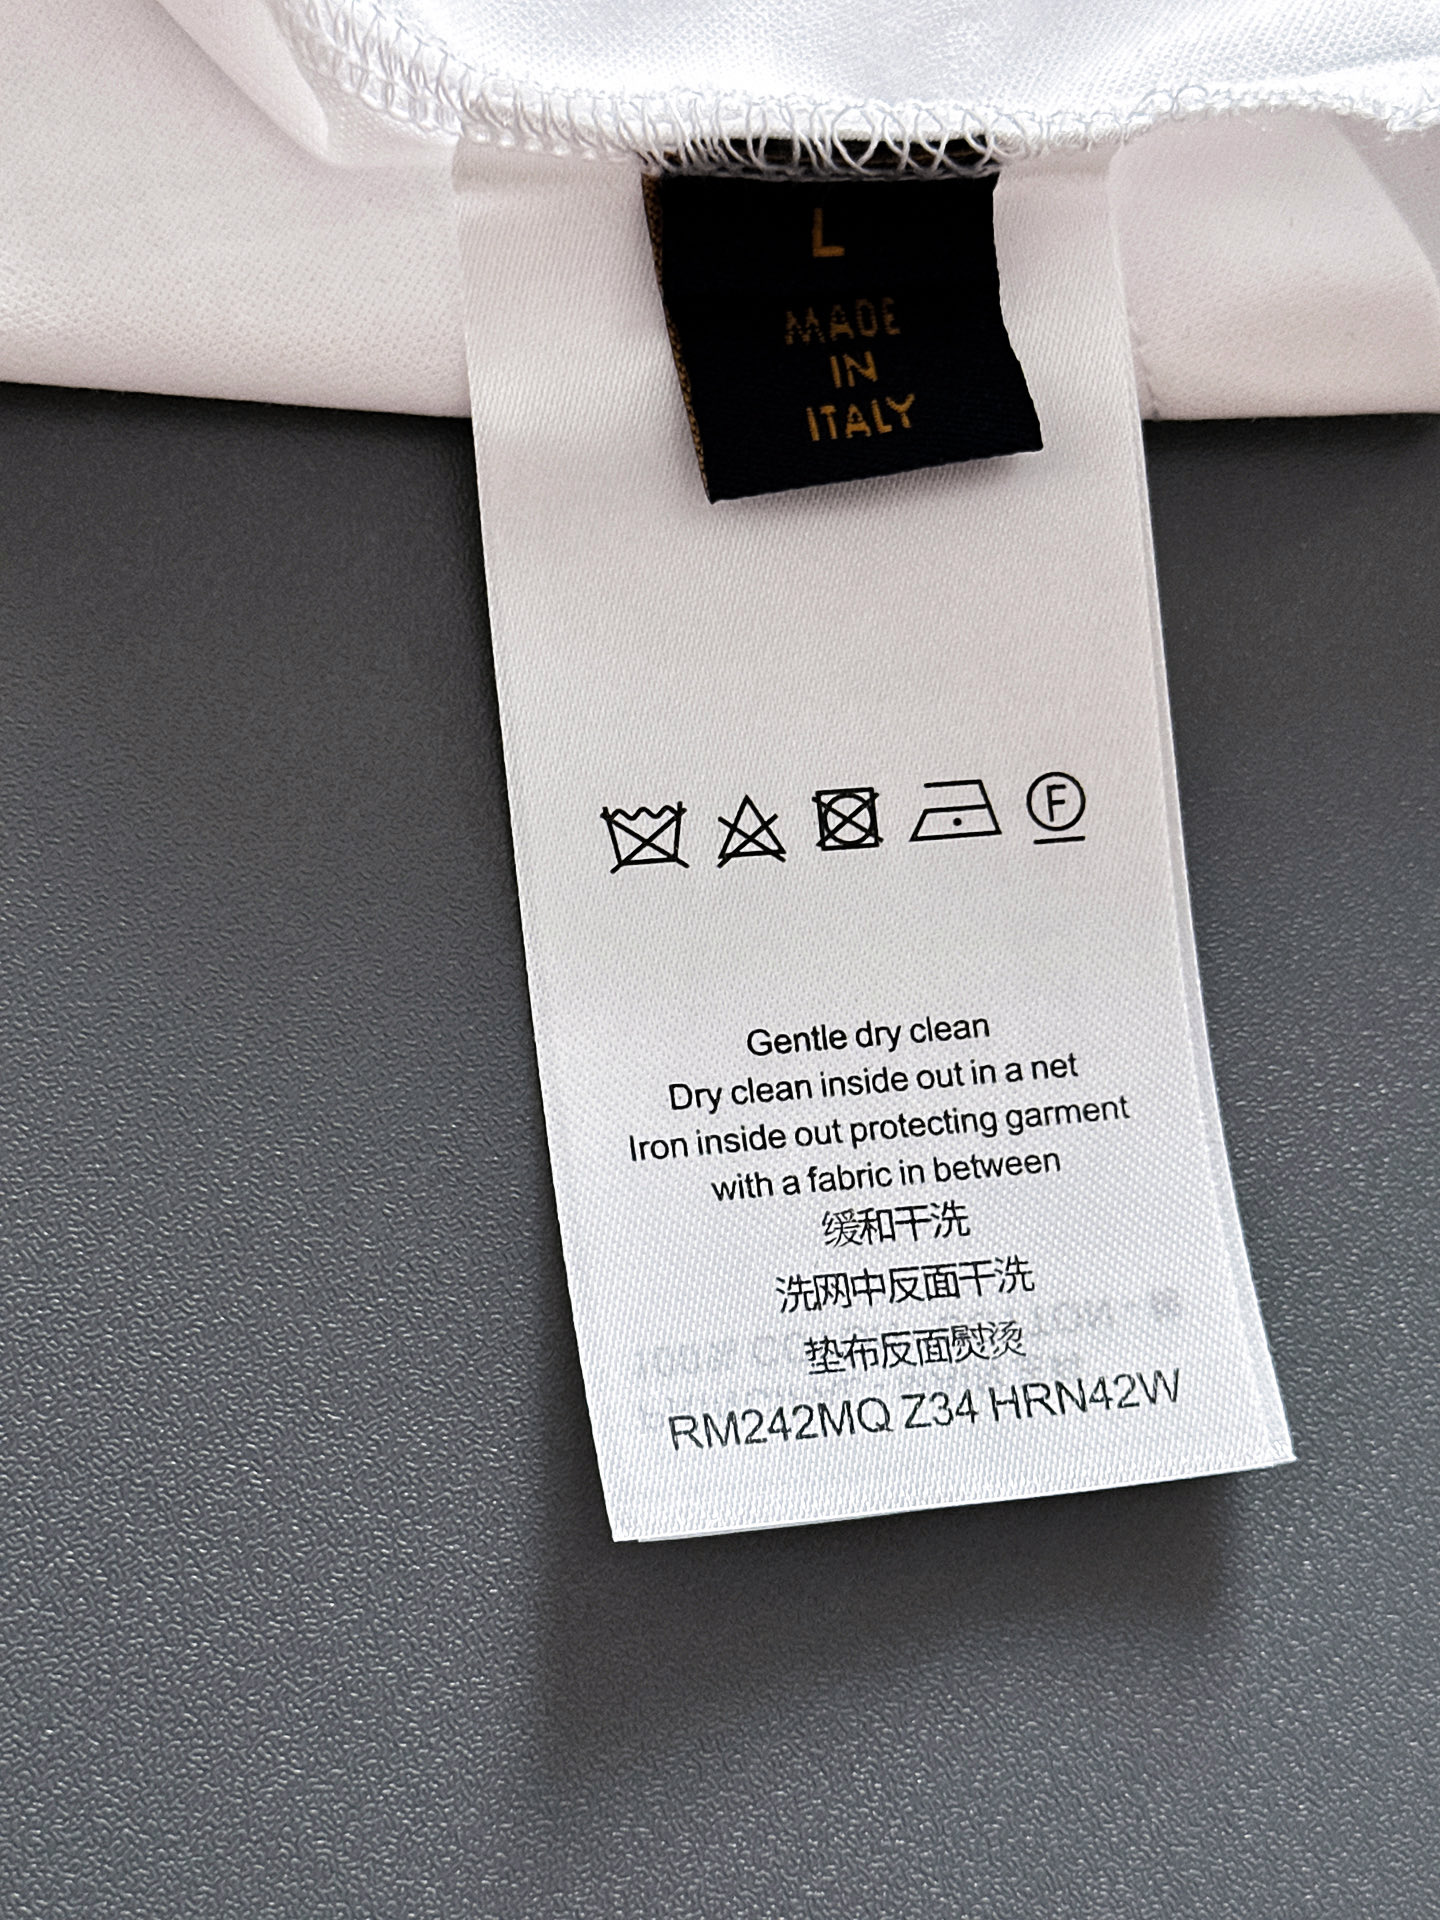 L
MADE
IN
ITALY
F
Gentle dry clean
Dry clean inside out in a net
Iron inside out protecting garment
with a fabric in between
缓和干洗
洗网中反面干洗
垫布反面熨烫
RM242MQ Z34 HRN42W